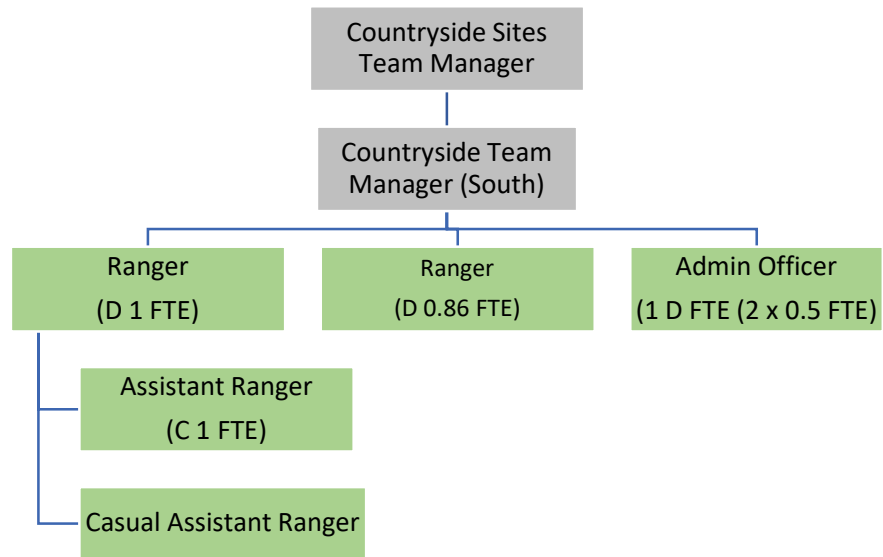 Countryside Sites
Team Manager
Countryside Team
Manager (South)
Ranger
(D 1 FTE)
Ranger
(D 0.86 FTE)
Admin Officer
(1 D FTE (2 x 0.5 FTE)
Assistant Ranger
(C 1 FTE)
Casual Assistant Ranger